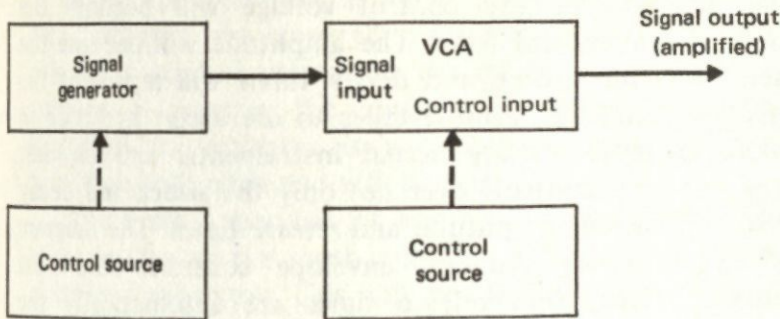 Signal output
(amplified)
Signal
generator
VCA
Signal
input
Control input
Control source
Control
source